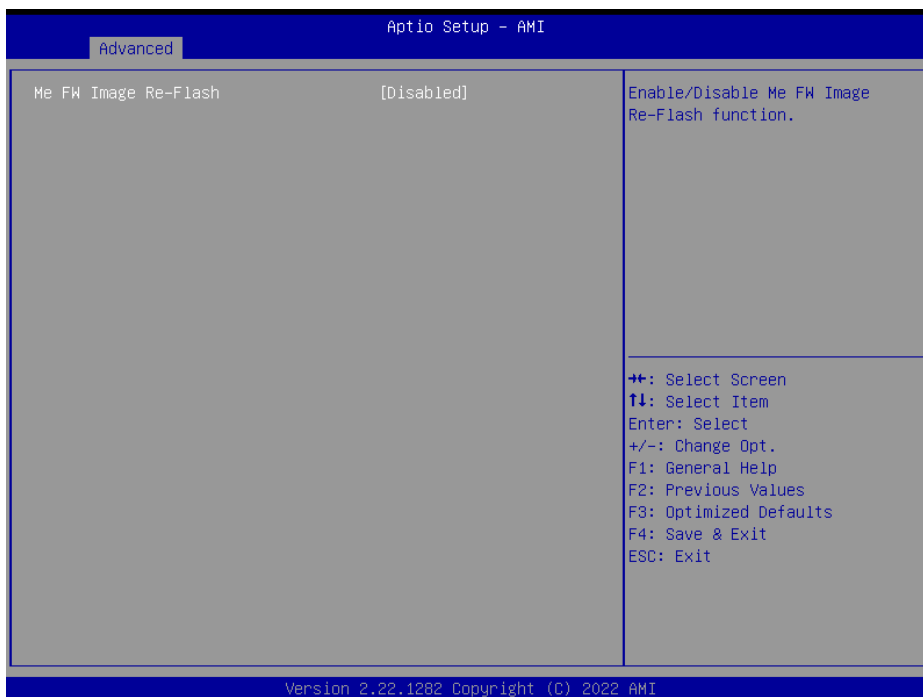 Aptio Setup – AMI
Advanced
Me FW Image Re-Flash [Disabled]
Enable/Disable Me FW Image
Re-Flash function.
→←: Select Screen
↑↓: Select Item
Enter: Select
+/-: Change Opt.
F1: General Help
F2: Previous Values
F3: Optimized Defaults
F4: Save & Exit
ESC: Exit
Version 2.22.1282 Copyright (C) 2022 AMI